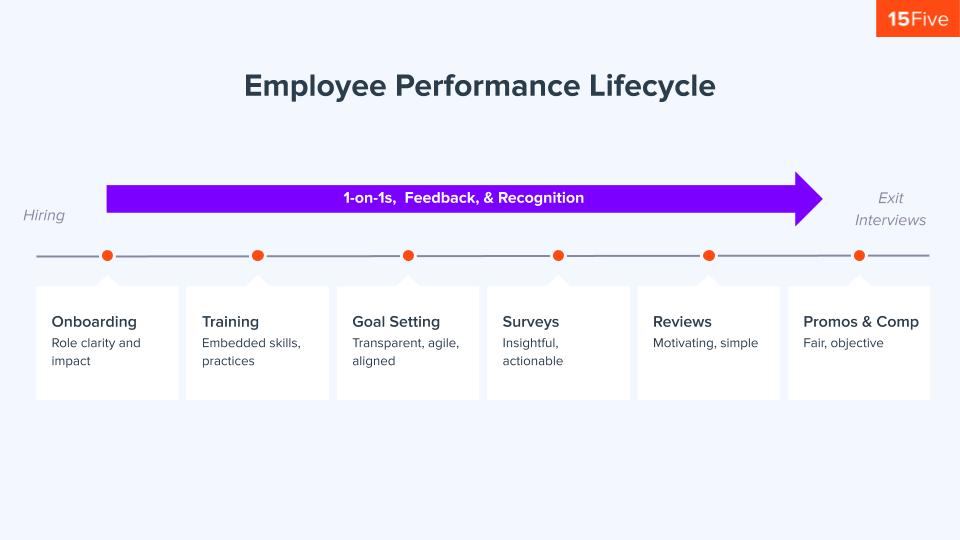 15Five
Employee Performance Lifecycle
1-on-1s, Feedback, & Recognition
Hiring
Exit
Interviews
Onboarding
Role clarity and
impact
Training
Embedded skills,
practices
Goal Setting
Transparent, agile,
aligned
Surveys
Insightful,
actionable
Reviews
Motivating, simple
Promos & Comp
Fair, objective